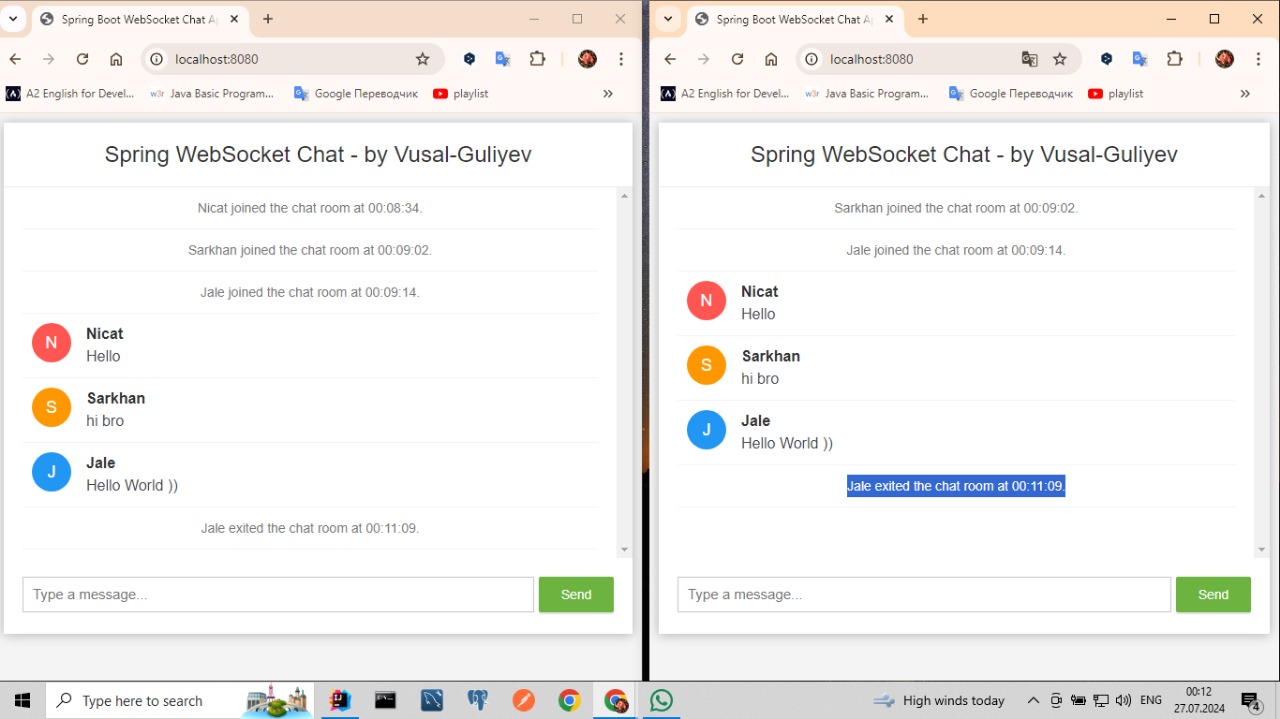 Spring Boot WebSocket Chat Ap
localhost:8080
A2 English for Devel...
w3r Java Basic Program...
Google Переводчик
playlist
Spring WebSocket Chat - by Vusal-Guliyev
Nicat joined the chat room at 00:08:34.
Sarkhan joined the chat room at 00:09:02.
Jale joined the chat room at 00:09:14.
N
Nicat
Hello
S
Sarkhan
hi bro
J
Jale
Hello World ))
Jale exited the chat room at 00:11:09.
Type a message...
Send
Spring Boot WebSocket Chat Ap
localhost:8080
A2 English for Devel...
w3r Java Basic Program...
Google Переводчик
playlist
Spring WebSocket Chat - by Vusal-Guliyev
Sarkhan joined the chat room at 00:09:02.
Jale joined the chat room at 00:09:14.
N
Nicat
Hello
S
Sarkhan
hi bro
J
Jale
Hello World ))
Jale exited the chat room at 00:11:09.
Type a message...
Send
Type here to search
High winds today
ENG
00:12
27.07.2024
4